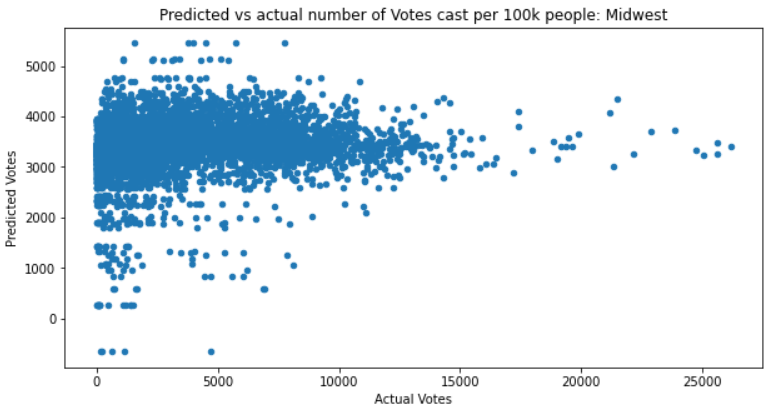 Predicted vs actual number of Votes cast per 100k people: Midwest
Predicted Votes
5000
4000
3000
2000
1000
0
0 5000 10000 15000 20000 25000
Actual Votes